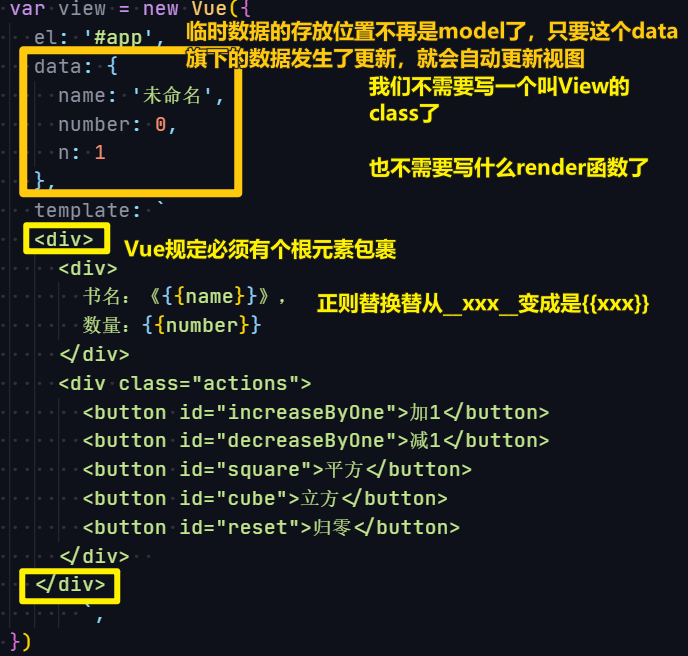 var view = new Vue({
el: '#app',
临时数据的存放位置不再是model了，只要这个data
旗下的数据发生了更新，就会自动更新视图
data: {
我们不需要写一个叫View的
class了
name: '未命名',
number: 0,
n: 1
也不需要写什么render函数了
},
template: `
<div>
Vue规定必须有个根元素包裹
<div>
书名：《{{name}}》，
正则替换替从__xxx__变成是{{xxx}}
数量：{{number}}
</div>
<div class="actions">
<button id="increaseByOne">加1</button>
<button id="decreaseByOne">减1</button>
<button id="square">平方</button>
<button id="cube">立方</button>
<button id="reset">归零</button>
</div>
</div>
`,
})